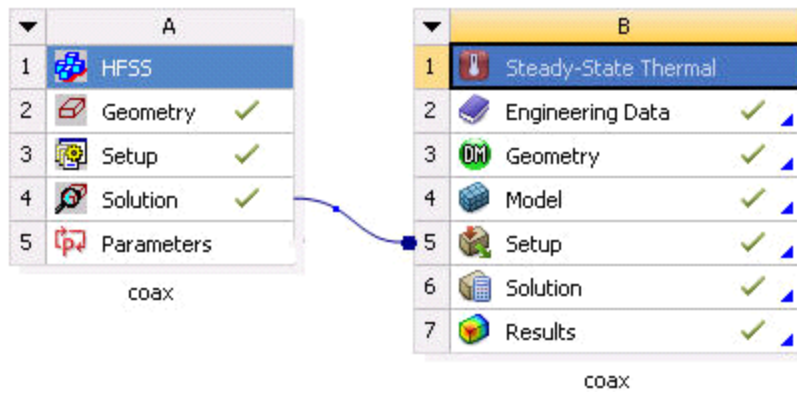 A
1 HFSS
2 Geometry
3 Setup
4 Solution
5 Parameters
coax
B
1 Steady-State Thermal
2 Engineering Data
3 DM Geometry
4 Model
5 Setup
6 Solution
7 Results
coax